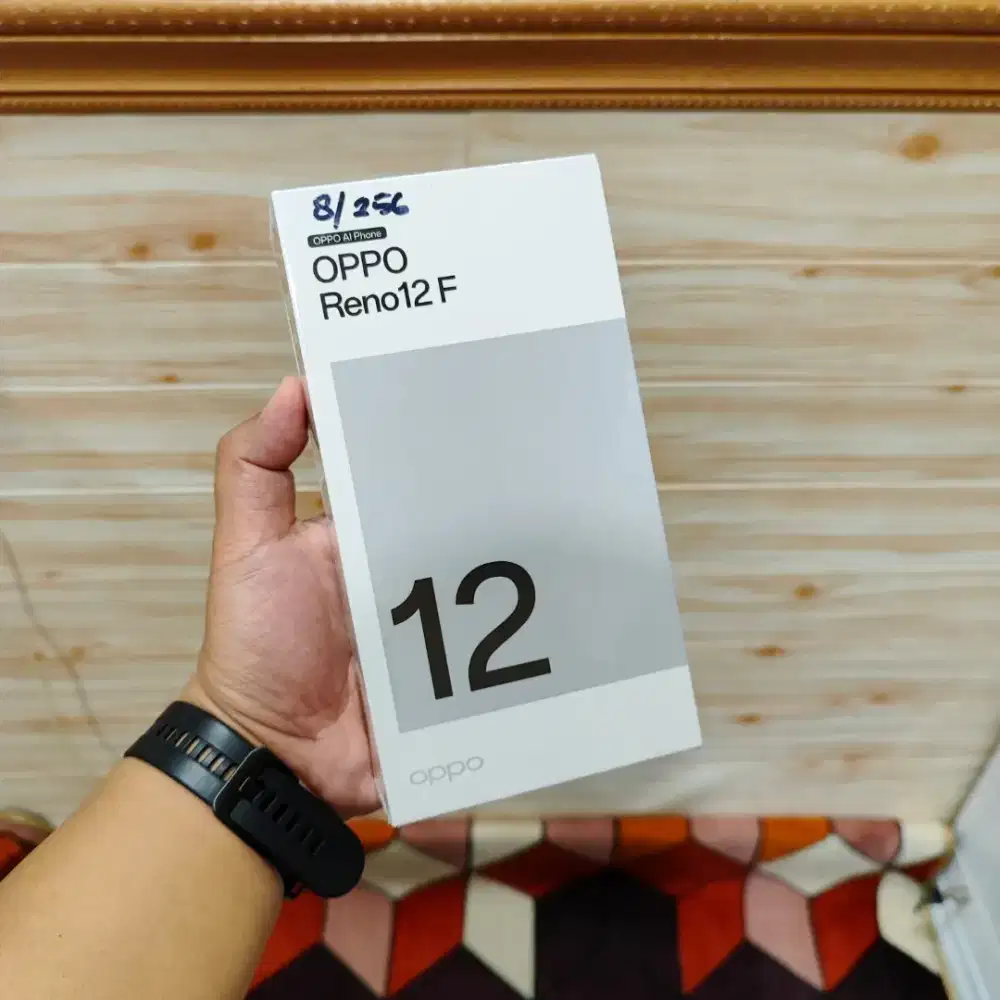 8/256
OPPO AI Phone
OPPO
Reno12 F
12
oppo